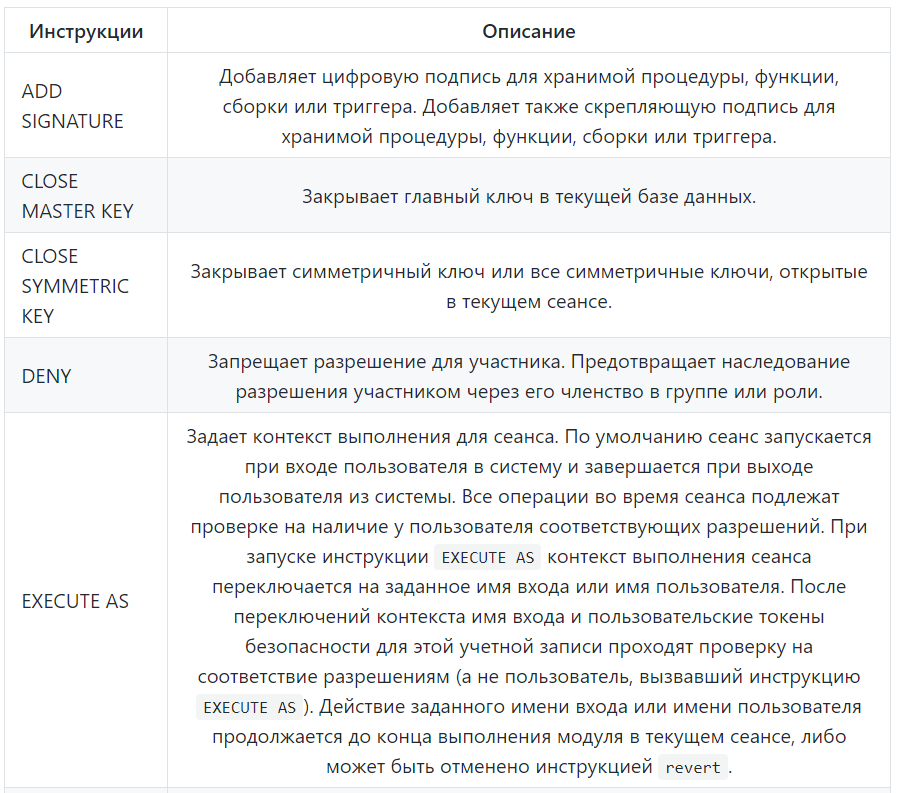 Инструкции Описание
ADD
SIGNATURE
Добавляет цифровую подпись для хранимой процедуры, функции,
сборки или триггера. Добавляет также скрепляющую подпись для
хранимой процедуры, функции, сборки или триггера.
CLOSE
MASTER KEY
Закрывает главный ключ в текущей базе данных.
CLOSE
SYMMETRIC
KEY
Закрывает симметричный ключ или все симметричные ключи, открытые
в текущем сеансе.
DENY
Запрещает разрешение для участника. Предотвращает наследование
разрешения участником через его членство в группе или роли.
EXECUTE AS
Задает контекст выполнения для сеанса. По умолчанию сеанс запускается
при входе пользователя в систему и завершается при выходе
пользователя из системы. Все операции во время сеанса подлежат
проверке на наличие у пользователя соответствующих разрешений. При
запуске инструкции EXECUTE AS контекст выполнения сеанса
переключается на заданное имя входа или имя пользователя. После
переключений контекста имя входа и пользовательские токены
безопасности для этой учетной записи проходят проверку на
соответствие разрешениям (а не пользователь, вызвавший инструкцию
EXECUTE AS). Действие заданного имени входа или имени пользователя
продолжается до конца выполнения модуля в текущем сеансе, либо
может быть отменено инструкцией revert.